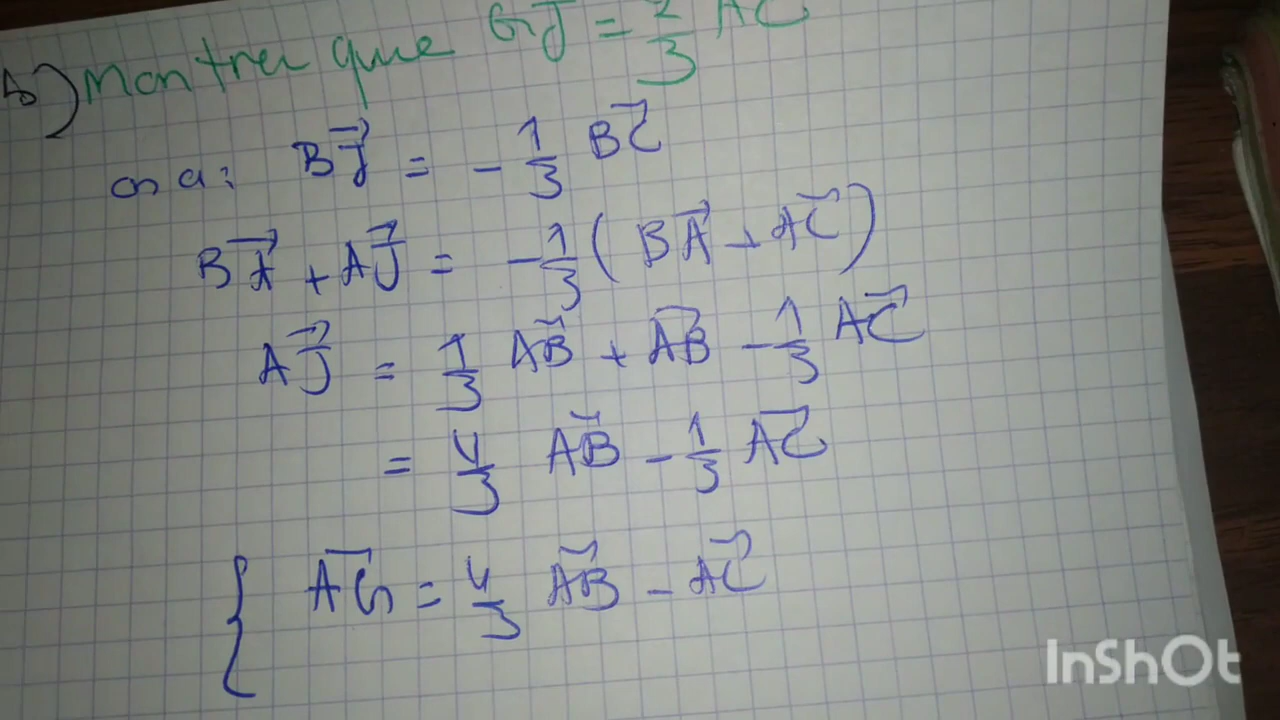 b) Montrer que GJ⃗ = 2/3 AC⃗
on a: BJ⃗ = - 1/3 BC⃗
BA⃗ + AJ⃗ = - 1/3 ( BA⃗ + AC⃗ )
AJ⃗ = 1/3 AB⃗ + AB⃗ - 1/3 AC⃗
= 4/3 AB⃗ - 1/3 AC⃗
{ AG⃗ = 4/3 AB⃗ - AC⃗
InShOt